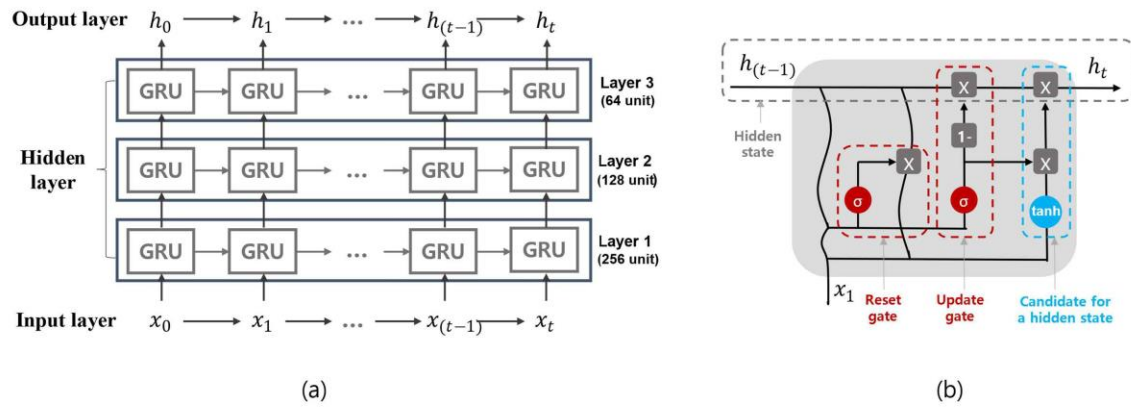 Output layer h₀ h₁ ... h₍ₜ₋₁₎ hₜ
GRU GRU ... GRU GRU
Layer 3
(64 unit)
Hidden
layer
GRU GRU ... GRU GRU
Layer 2
(128 unit)
GRU GRU ... GRU GRU
Layer 1
(256 unit)
Input layer x₀ x₁ ... x₍ₜ₋₁₎ xₜ
(a)
h₍ₜ₋₁₎ hₜ
X X
Hidden
state
1-
X X
σ σ tanh
x₁
Reset
gate
Update
gate
Candidate for
a hidden state
(b)